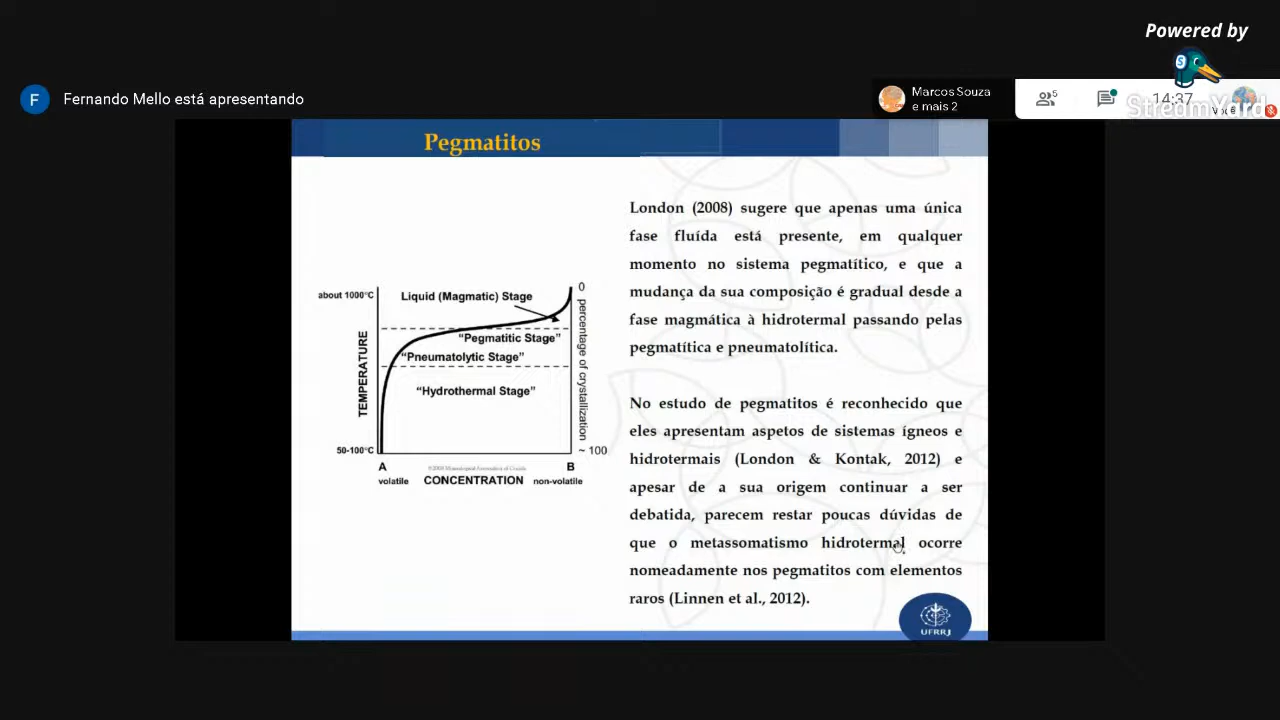 Powered by
S
StreamYard
F
Fernando Mello está apresentando
Marcos Souza
e mais 2
5
14:37
Pegmatitos
London (2008) sugere que apenas uma única
fase fluída está presente, em qualquer
momento no sistema pegmatítico, e que a
mudança da sua composição é gradual desde a
fase magmática à hidrotermal passando pelas
pegmatítica e pneumatolítica.
No estudo de pegmatitos é reconhecido que
eles apresentam aspetos de sistemas ígneos e
hidrotermais (London & Kontak, 2012) e
apesar de a sua origem continuar a ser
debatida, parecem restar poucas dúvidas de
que o metassomatismo hidrotermal ocorre
nomeadamente nos pegmatitos com elementos
raros (Linnen et al., 2012).
about 1000°C
Liquid (Magmatic) Stage
0
"Pegmatitic Stage"
"Pneumatolytic Stage"
"Hydrothermal Stage"
TEMPERATURE
percentage of crystallization
50-100°C
~ 100
A
B
volatile
CONCENTRATION
non-volatile
UFRRJ